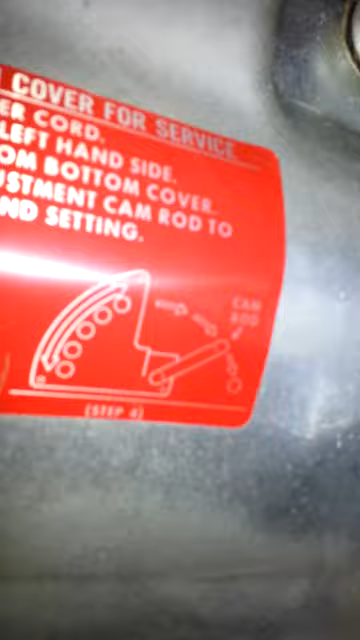 COVER FOR SERVICE
ER CORD.
LEFT HAND SIDE.
OM BOTTOM COVER.
USTMENT CAM ROD TO
ND SETTING.
CAM
ROD
(STEP 4)